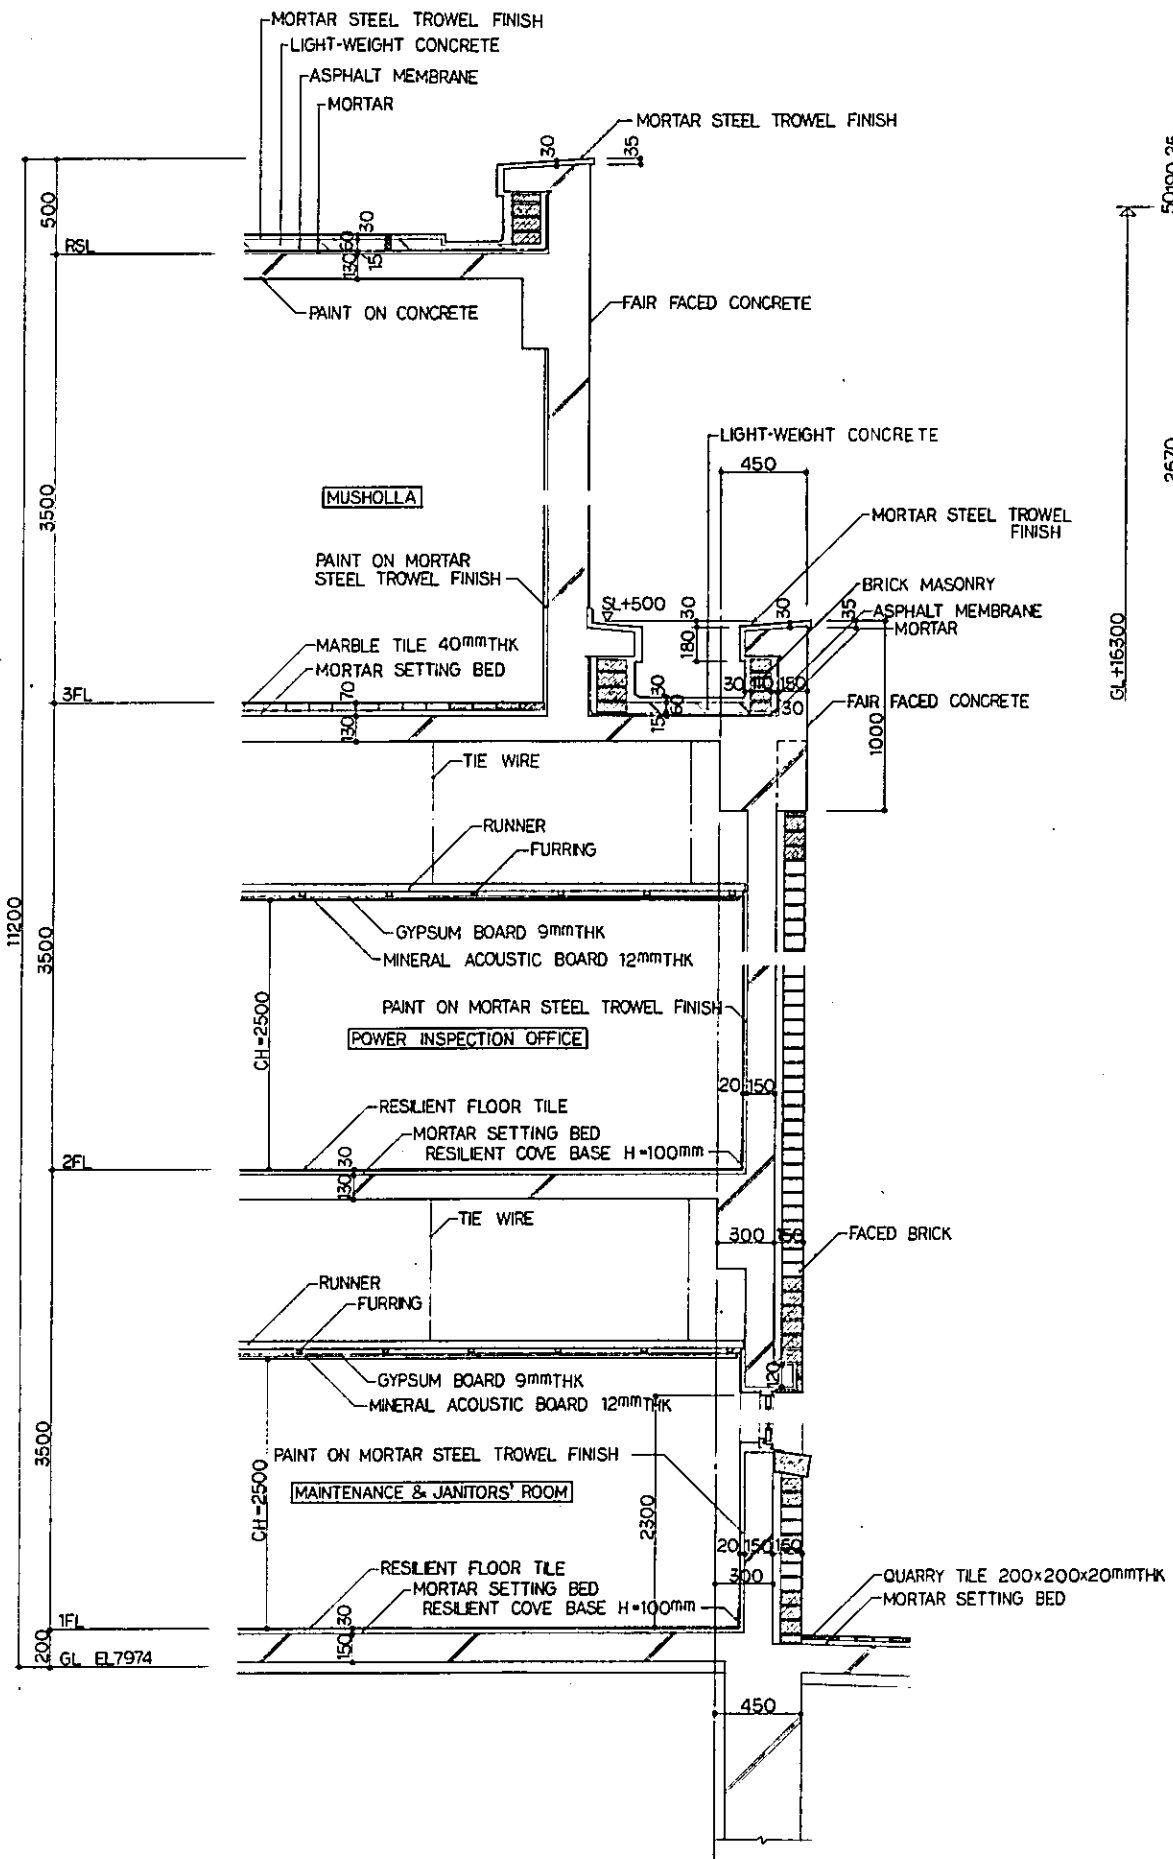 MORTAR STEEL TROWEL FINISH
LIGHT-WEIGHT CONCRETE
ASPHALT MEMBRANE
MORTAR
MORTAR STEEL TROWEL FINISH
30
35
500
RSL
30
60
15
130
PAINT ON CONCRETE
FAIR FACED CONCRETE
50 190 35
2670
GL+16300
LIGHT-WEIGHT CONCRETE
450
MUSHOLLA
3500
MORTAR STEEL TROWEL
FINISH
PAINT ON MORTAR
STEEL TROWEL FINISH
BRICK MASONRY
SL+500
30
30
35
ASPHALT MEMBRANE
MORTAR
180
MARBLE TILE 40mmTHK
MORTAR SETTING BED
3FL
70
130
30
60
15
30 110 150
30
FAIR FACED CONCRETE
1000
TIE WIRE
RUNNER
FURRING
11200
3500
GYPSUM BOARD 9mmTHK
MINERAL ACOUSTIC BOARD 12mmTHK
PAINT ON MORTAR STEEL TROWEL FINISH
CH=2500
POWER INSPECTION OFFICE
20 150
RESILIENT FLOOR TILE
MORTAR SETTING BED
RESILIENT COVE BASE H=100mm
2FL
30
130
TIE WIRE
300 150
FACED BRICK
RUNNER
FURRING
120
GYPSUM BOARD 9mmTHK
MINERAL ACOUSTIC BOARD 12mmTHK
3500
PAINT ON MORTAR STEEL TROWEL FINISH
CH=2500
MAINTENANCE & JANITORS' ROOM
2300
20 150 150
300
RESILIENT FLOOR TILE
MORTAR SETTING BED
RESILIENT COVE BASE H=100mm
QUARRY TILE 200x200x20mmTHK
MORTAR SETTING BED
1FL
30
150
200
GL EL7974
450